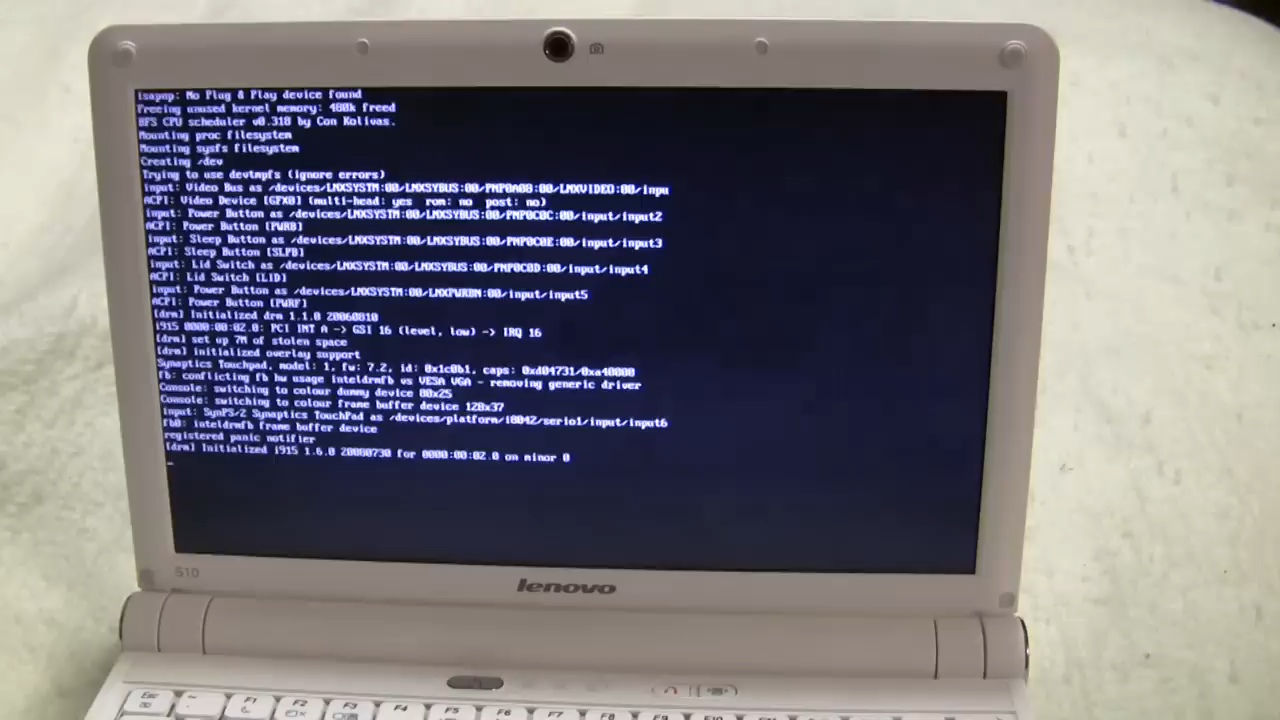 isapnp: No Plug & Play device found
Freeing unused kernel memory: 480k freed
BFS CPU scheduler v0.318 by Con Kolivas.
Mounting proc filesystem
Mounting sysfs filesystem
Creating /dev
Trying to use devtmpfs (ignore errors)
input: Video Bus as /devices/LNXSYSTM:00/LNXSYBUS:00/PNP0A08:00/LNXVIDEO:00/inpu
ACPI: Video Device [GFX0] (multi-head: yes rom: no post: no)
input: Power Button as /devices/LNXSYSTM:00/LNXSYBUS:00/PNP0C0C:00/input/input2
ACPI: Power Button [PWRB]
input: Sleep Button as /devices/LNXSYSTM:00/LNXSYBUS:00/PNP0C0E:00/input/input3
ACPI: Sleep Button [SLPB]
input: Lid Switch as /devices/LNXSYSTM:00/LNXSYBUS:00/PNP0C0D:00/input/input4
ACPI: Lid Switch [LID]
input: Power Button as /devices/LNXSYSTM:00/LNXPWRBN:00/input/input5
ACPI: Power Button [PWRF]
[drm] Initialized drm 1.1.0 20060810
i915 0000:00:02.0: PCI INT A -> GSI 16 (level, low) -> IRQ 16
[drm] set up 7M of stolen space
[drm] initialized overlay support
Synaptics Touchpad, model: 1, fw: 7.2, id: 0x1c0b1, caps: 0xd04731/0xa40000
fb: conflicting fb hw usage inteldrmfb vs VESA VGA - removing generic driver
Console: switching to colour dummy device 80x25
Console: switching to colour frame buffer device 128x37
input: SynPS/2 Synaptics TouchPad as /devices/platform/i8042/serio1/input/input6
fb0: inteldrmfb frame buffer device
registered panic notifier
[drm] Initialized i915 1.6.0 20080730 for 0000:00:02.0 on minor 0
_
S10
lenovo
Esc F1 F2 F3 F4 F5 F6 F7 F8 F9 F10